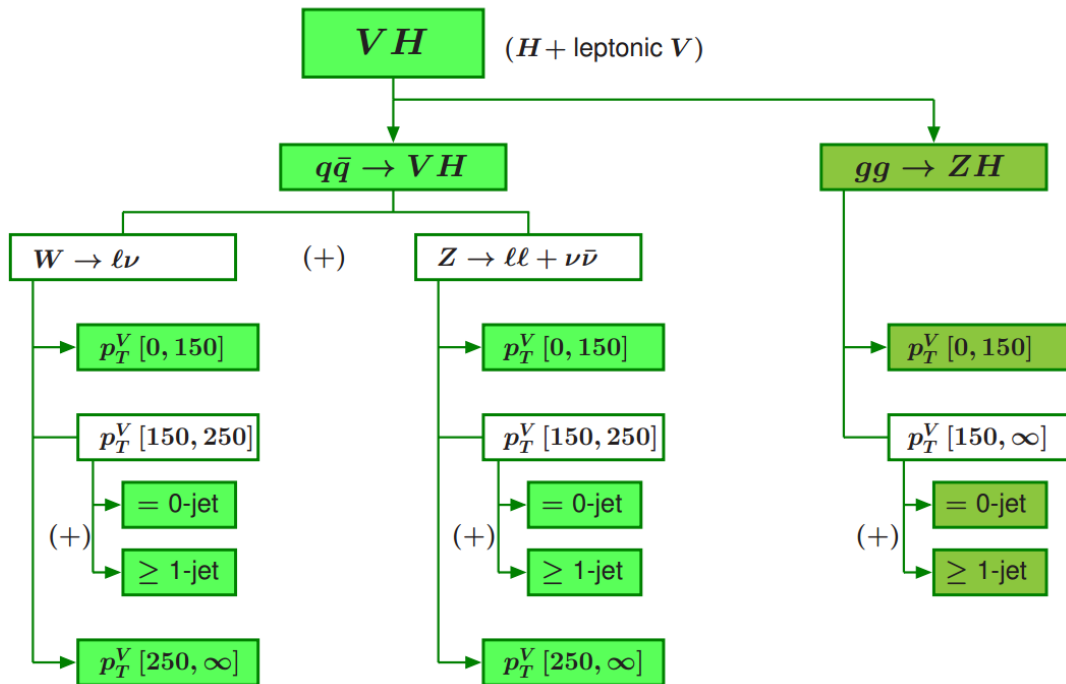 VH (H + leptonic V)
qq̄ → VH
gg → ZH
W → ℓν
(+)
Z → ℓℓ + νν̄
p_T^V [0, 150]
p_T^V [0, 150]
p_T^V [0, 150]
p_T^V [150, 250]
p_T^V [150, 250]
p_T^V [150, ∞]
= 0-jet
= 0-jet
= 0-jet
(+)
(+)
(+)
≥ 1-jet
≥ 1-jet
≥ 1-jet
p_T^V [250, ∞]
p_T^V [250, ∞]